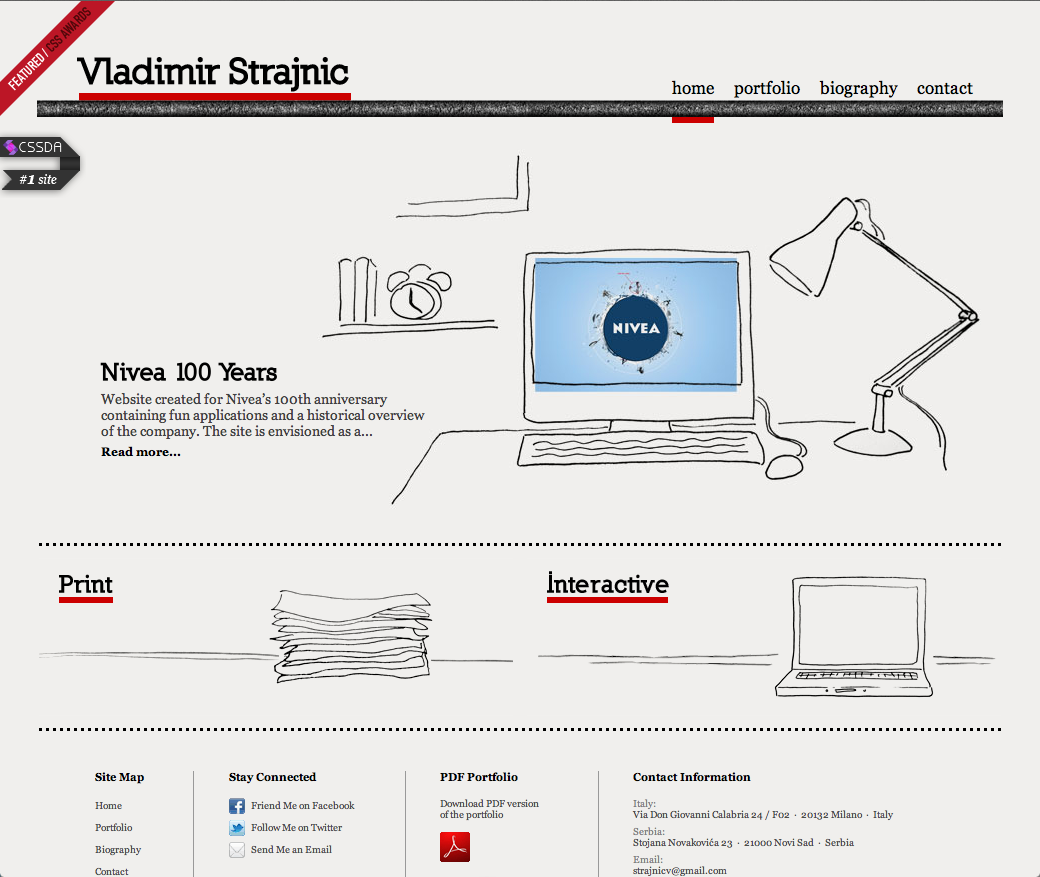 FEATURED / CSS AWARDS
Vladimir Strajnic
home portfolio biography contact
CSSDA
#1 site
NIVEA
Nivea 100 Years
Website created for Nivea's 100th anniversary
containing fun applications and a historical overview
of the company. The site is envisioned as a...
Read more...
Print
Interactive
Site Map
Home
Portfolio
Biography
Contact
Stay Connected
Friend Me on Facebook
Follow Me on Twitter
Send Me an Email
PDF Portfolio
Download PDF version
of the portfolio
Contact Information
Italy:
Via Don Giovanni Calabria 24 / F02 · 20132 Milano · Italy
Serbia:
Stojana Novakovića 23 · 21000 Novi Sad · Serbia
Email:
strajnicv@gmail.com